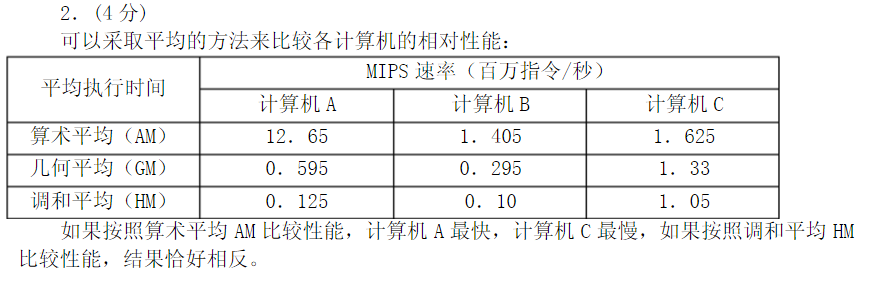 2. (4分)
可以采取平均的方法来比较各计算机的相对性能:
平均执行时间
MIPS 速率（百万指令/秒）
计算机 A 计算机 B 计算机 C
算术平均（AM） 12. 65 1. 405 1. 625
几何平均（GM） 0. 595 0. 295 1. 33
调和平均（HM） 0. 125 0. 10 1. 05
如果按照算术平均 AM 比较性能，计算机 A 最快，计算机 C 最慢，如果按照调和平均 HM
比较性能，结果恰好相反。